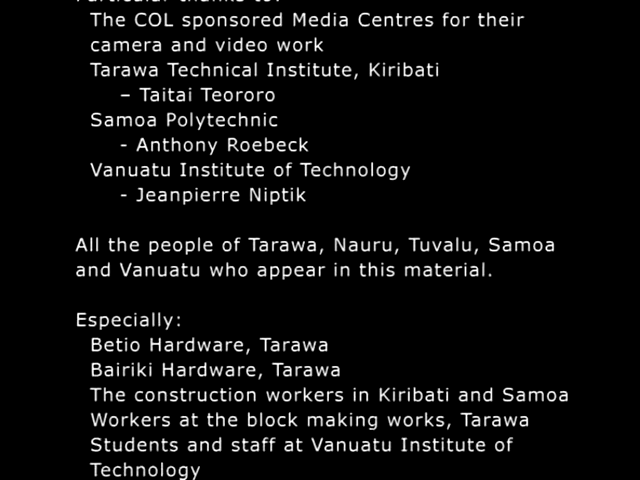 Particular thanks to:
The COL sponsored Media Centres for their
camera and video work
Tarawa Technical Institute, Kiribati
– Taitai Teororo
Samoa Polytechnic
- Anthony Roebeck
Vanuatu Institute of Technology
- Jeanpierre Niptik
All the people of Tarawa, Nauru, Tuvalu, Samoa
and Vanuatu who appear in this material.
Especially:
Betio Hardware, Tarawa
Bairiki Hardware, Tarawa
The construction workers in Kiribati and Samoa
Workers at the block making works, Tarawa
Students and staff at Vanuatu Institute of
Technology